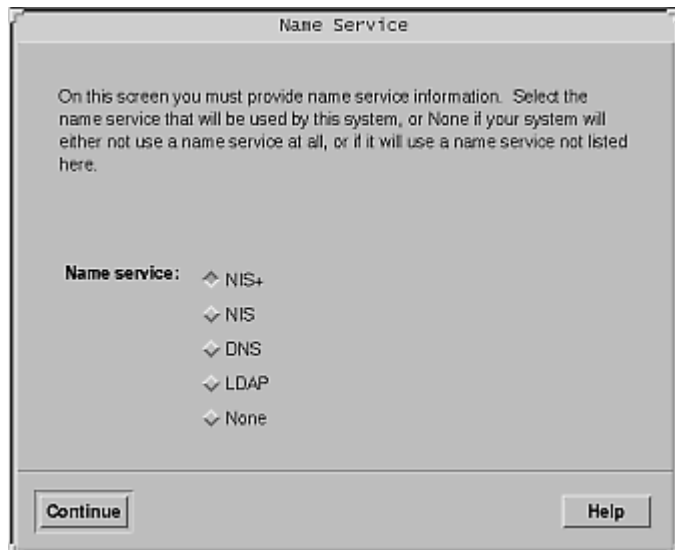 Name Service
On this screen you must provide name service information. Select the
name service that will be used by this system, or None if your system will
either not use a name service at all, or if it will use a name service not listed
here.
Name service:
NIS+
NIS
DNS
LDAP
None
Continue
Help